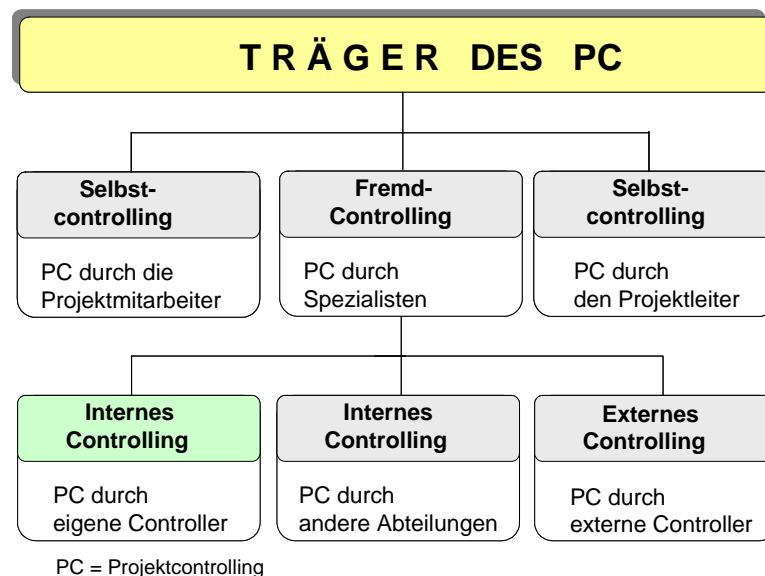 TRÄGER DES PC
Selbst-
controlling
PC durch die
Projektmitarbeiter
Fremd-
Controlling
PC durch
Spezialisten
Selbst-
controlling
PC durch
den Projektleiter
Internes
Controlling
PC durch
eigene Controller
Internes
Controlling
PC durch
andere Abteilungen
Externes
Controlling
PC durch
externe Controller
PC = Projektcontrolling